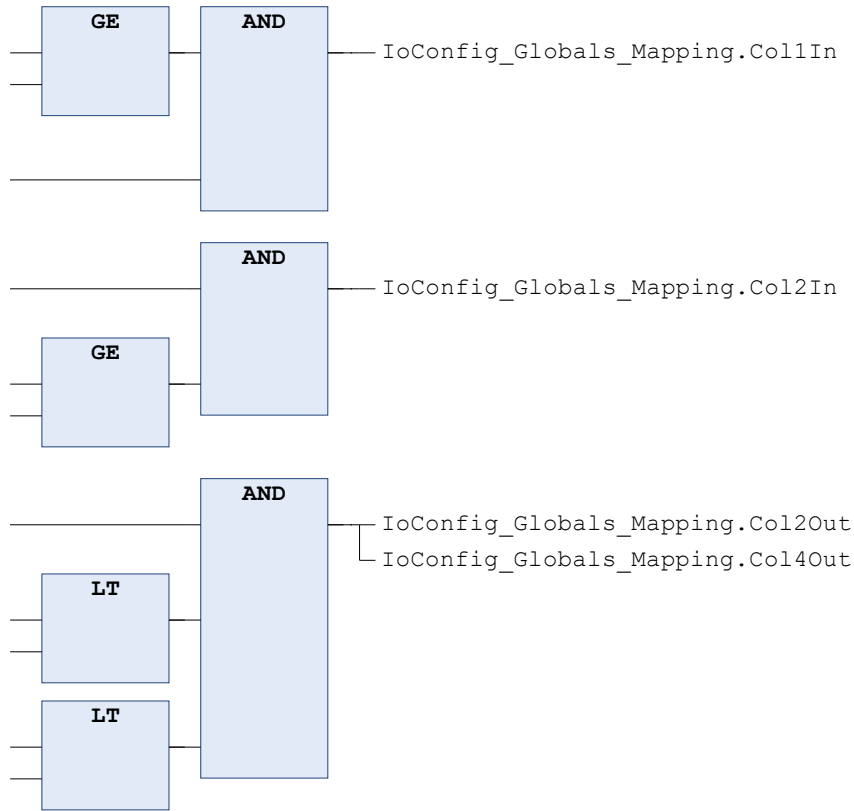 GE AND
IoConfig_Globals_Mapping.Col1In
AND
IoConfig_Globals_Mapping.Col2In
GE
AND
IoConfig_Globals_Mapping.Col2Out
IoConfig_Globals_Mapping.Col4Out
LT
LT